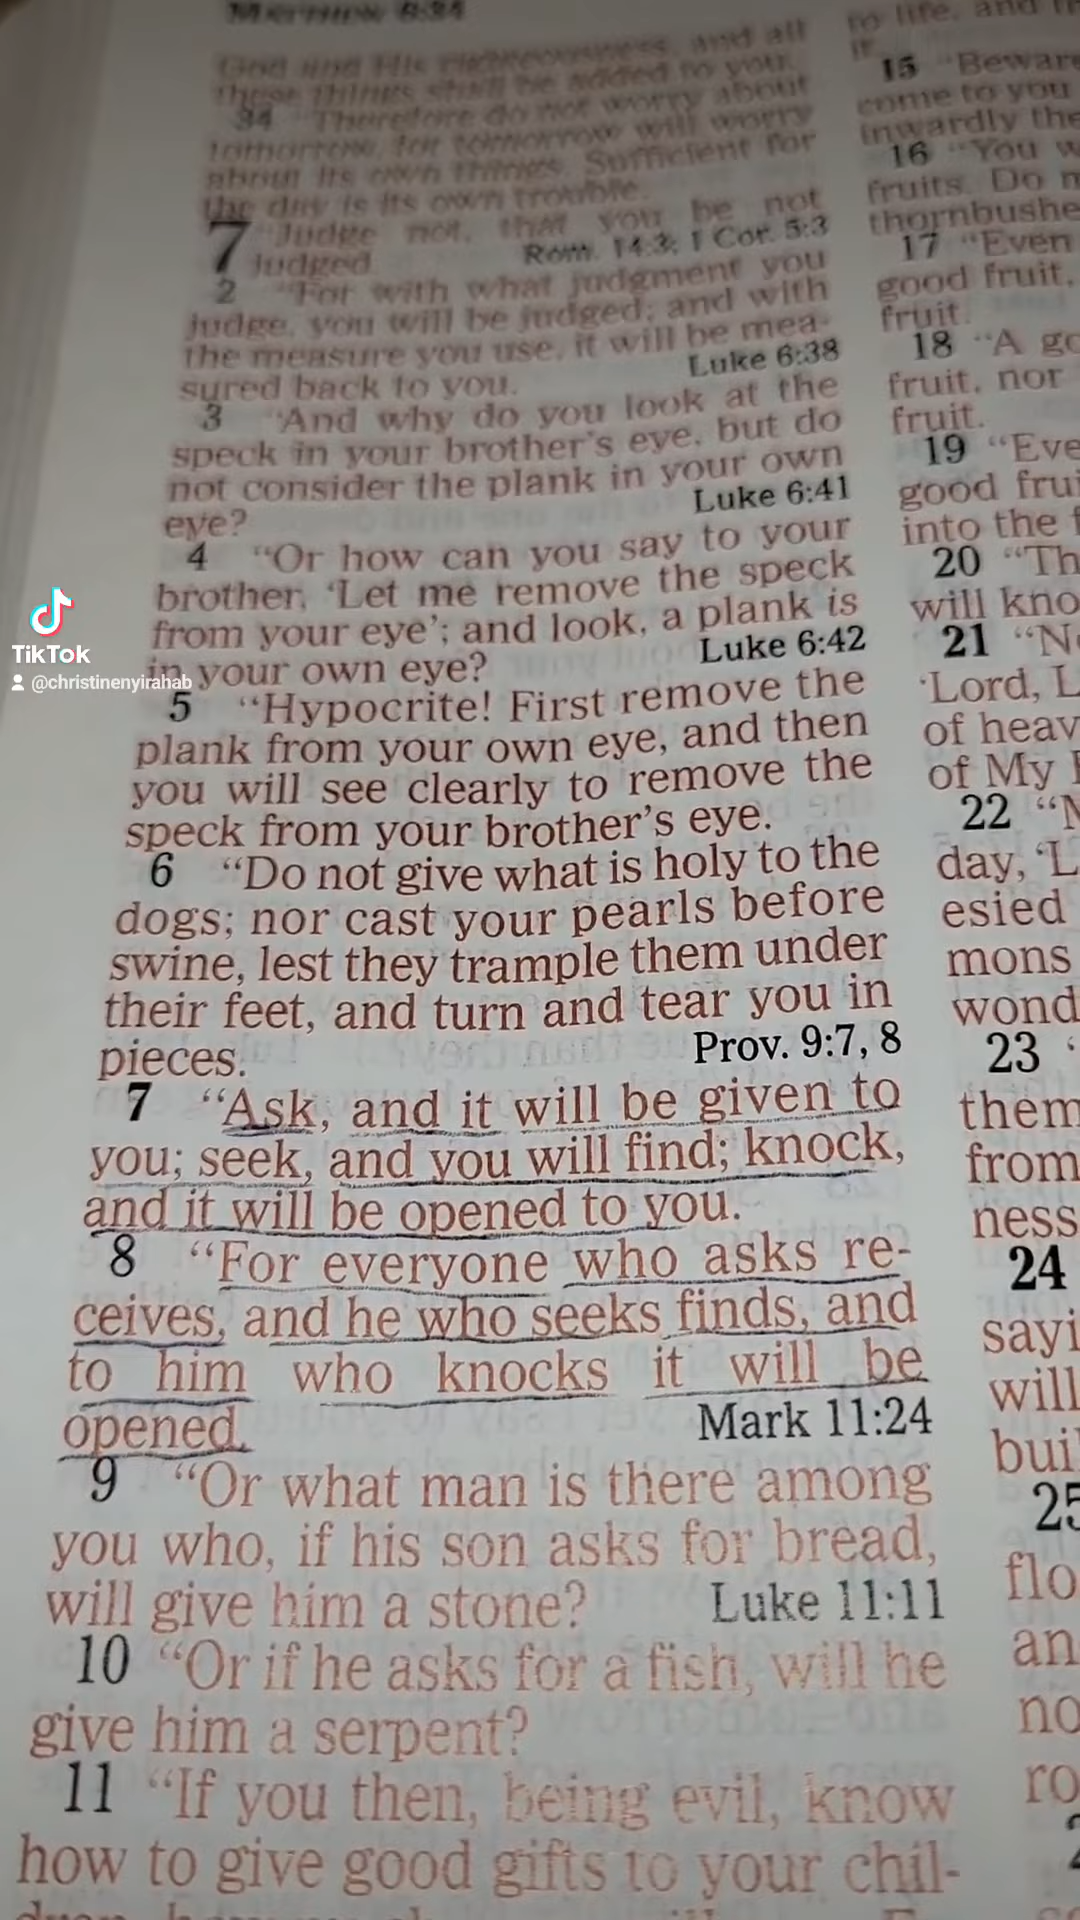 Matthew 6:34
God and His righteousness, and all
these things shall be added to you.
34 "Therefore do not worry about
tomorrow, for tomorrow will worry
about its own things. Sufficient for
the day is its own trouble.
7 "Judge not, that you be not
judged. Rom. 14:3; 1 Cor. 5:3
2 "For with what judgment you
judge, you will be judged; and with
the measure you use, it will be mea-
sured back to you. Luke 6:38
3 "And why do you look at the
speck in your brother's eye, but do
not consider the plank in your own
eye? Luke 6:41
4 "Or how can you say to your
brother, 'Let me remove the speck
from your eye'; and look, a plank is
in your own eye? Luke 6:42
5 "Hypocrite! First remove the
plank from your own eye, and then
you will see clearly to remove the
speck from your brother's eye.
6 "Do not give what is holy to the
dogs; nor cast your pearls before
swine, lest they trample them under
their feet, and turn and tear you in
pieces. Prov. 9:7, 8
7 "Ask, and it will be given to
you; seek, and you will find; knock,
and it will be opened to you.
8 "For everyone who asks re-
ceives, and he who seeks finds, and
to him who knocks it will be
opened. Mark 11:24
9 "Or what man is there among
you who, if his son asks for bread,
will give him a stone? Luke 11:11
10 "Or if he asks for a fish, will he
give him a serpent?
11 "If you then, being evil, know
how to give good gifts to your chil-
to life, and
it.
15 "Beware
come to you
inwardly the
16 "You w
fruits. Do
thornbushe
17 "Even
good fruit,
fruit.
18 "A go
fruit, nor
fruit.
19 "Eve
good frui
into the f
20 "Th
will kno
21 "N
'Lord, L
of heav
of My
22 "M
day, 'L
esied
mons
wond
23 "
them
from
ness
24
sayi
will
buil
25
flo
an
no
ro
TikTok
@christinenyirahab